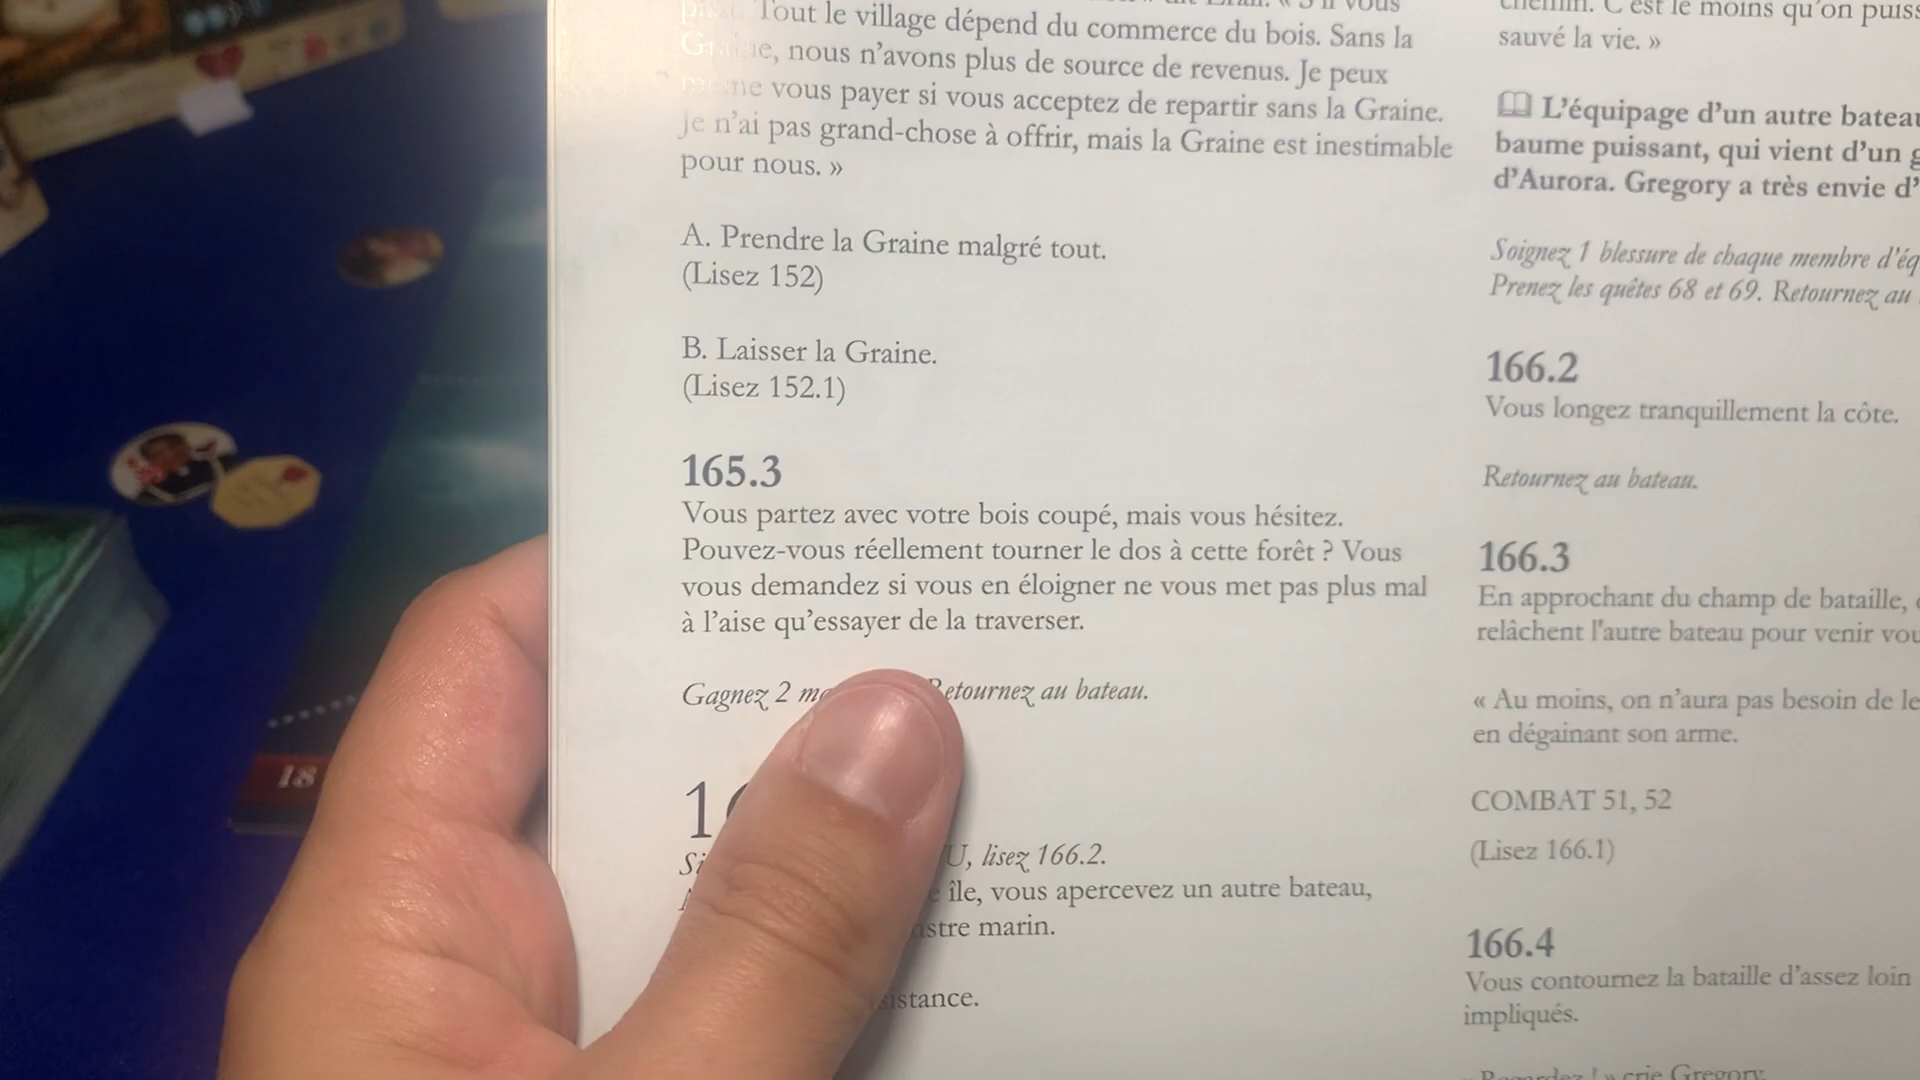 Tout le village dépend du commerce du bois. Sans la
Graine, nous n'avons plus de source de revenus. Je peux
vous payer si vous acceptez de repartir sans la Graine.
Je n'ai pas grand-chose à offrir, mais la Graine est inestimable
pour nous. »
A. Prendre la Graine malgré tout.
(Lisez 152)
B. Laisser la Graine.
(Lisez 152.1)
165.3
Vous partez avec votre bois coupé, mais vous hésitez.
Pouvez-vous réellement tourner le dos à cette forêt ? Vous
vous demandez si vous en éloigner ne vous met pas plus mal
à l'aise qu'essayer de la traverser.
Gagnez 2 Retournez au bateau.
lisez 166.2.
île, vous apercevez un autre bateau,
marin.
C'est le moins qu'on
sauvé la vie. »
L'équipage d'un autre bateau
baume puissant, qui vient d'un
d'Aurora. Gregory a très envie
Soignez 1 blessure de chaque membre
Prenez les quêtes 68 et 69. Retournez au
166.2
Vous longez tranquillement la côte.
Retournez au bateau.
166.3
En approchant du champ de bataille,
relâchent l'autre bateau pour venir
« Au moins, on n'aura pas besoin de
en dégainant son arme.
COMBAT 51, 52
(Lisez 166.1)
166.4
Vous contournez la bataille d'assez loin
impliqués.
crie Gregory.
18